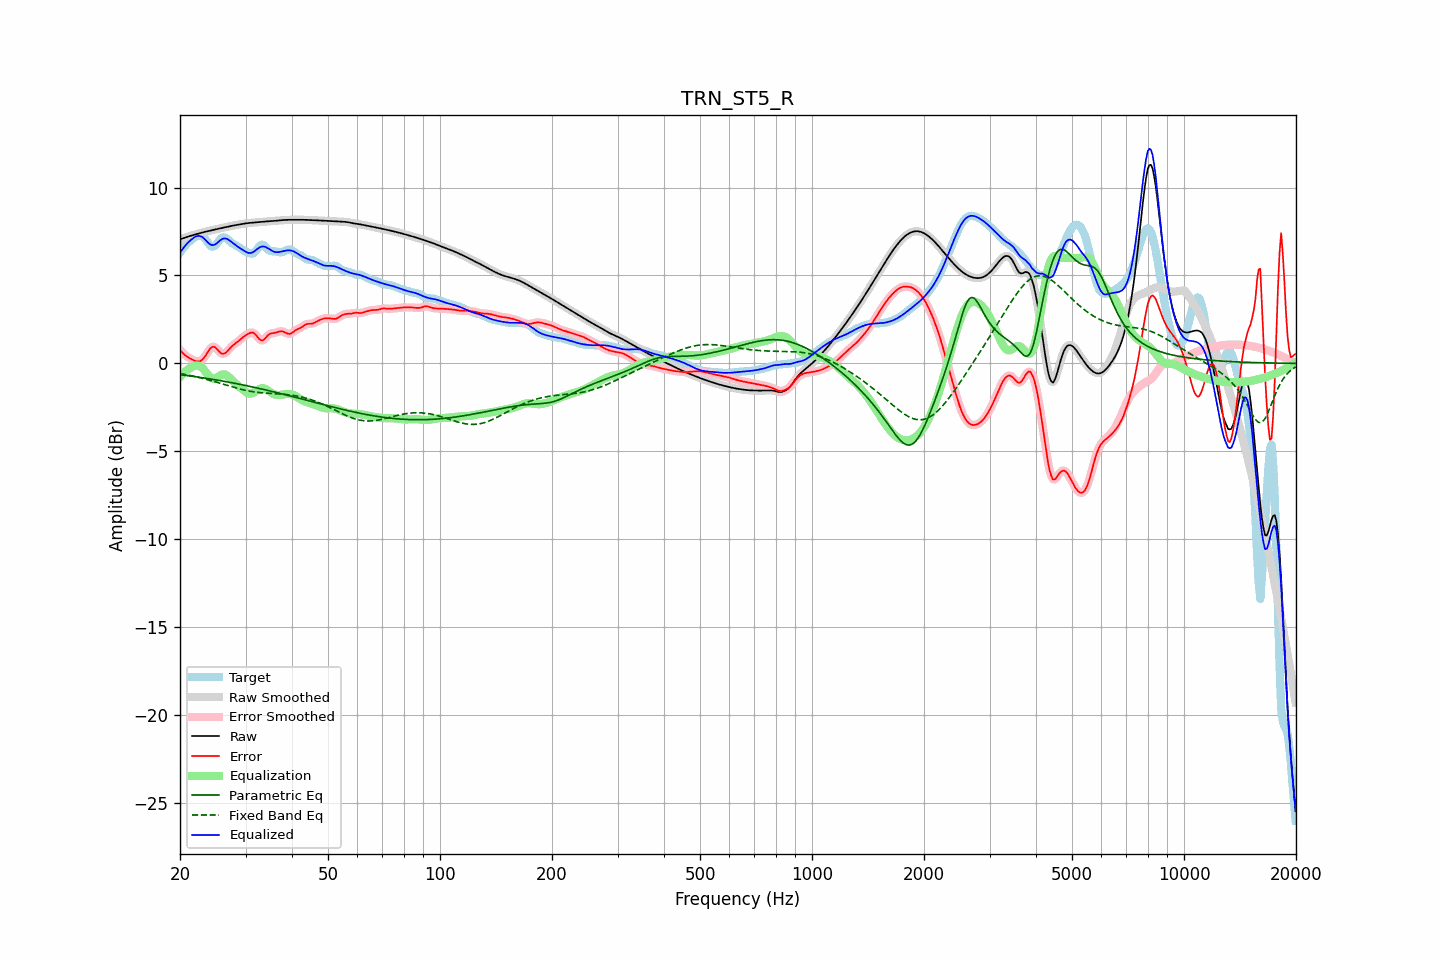 TRN_ST5_R
Amplitude (dBr)
10
5
0
−5
−10
−15
−20
−25
Target
Raw Smoothed
Error Smoothed
Raw
Error
Equalization
Parametric Eq
Fixed Band Eq
Equalized
20 50 100 200 500 1000 2000 5000 10000 20000
Frequency (Hz)